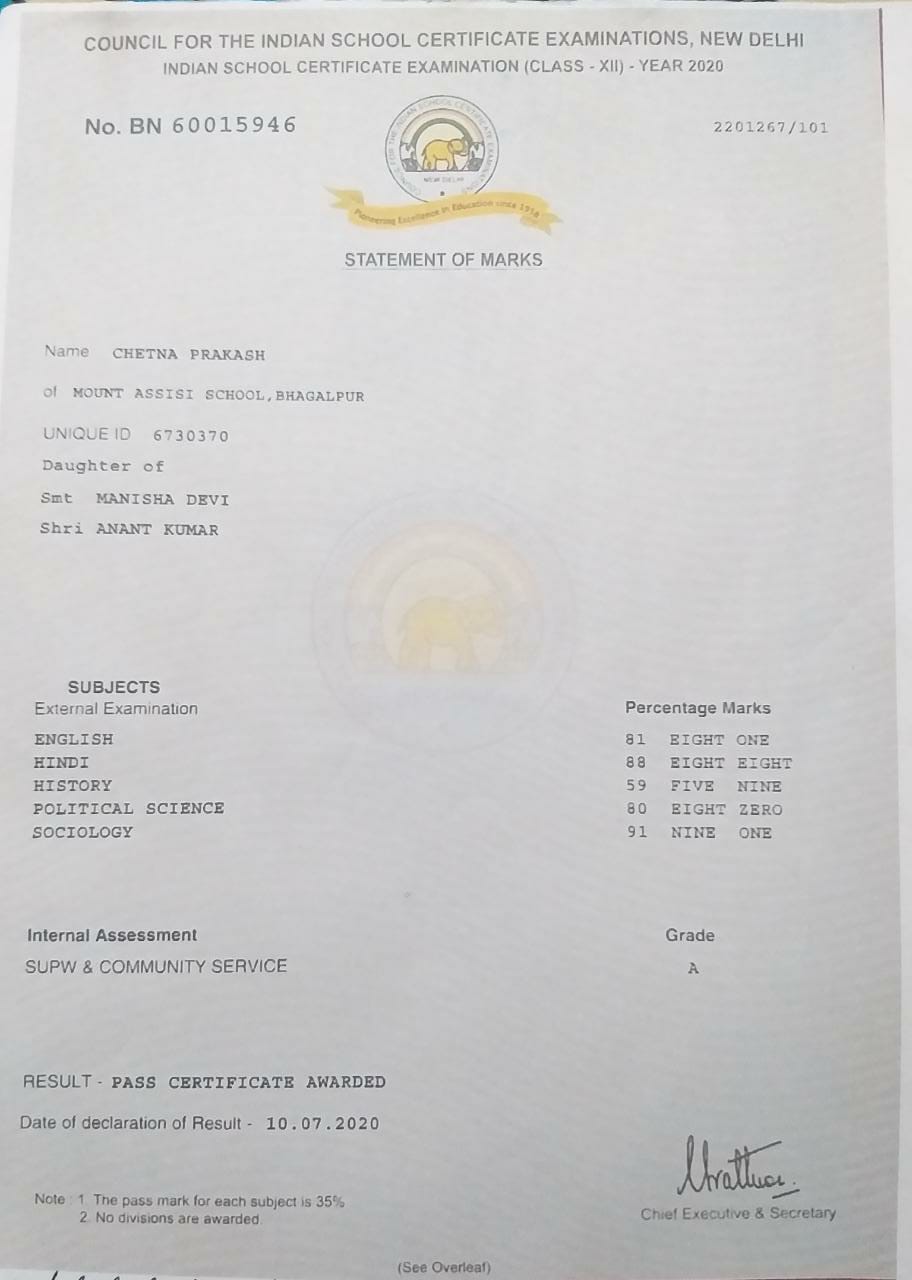 COUNCIL FOR THE INDIAN SCHOOL CERTIFICATE EXAMINATIONS, NEW DELHI
INDIAN SCHOOL CERTIFICATE EXAMINATION (CLASS - XII) - YEAR 2020
No. BN 60015946
2201267/101
NEW DELHI
Pioneering Excellence in Education since 1958
STATEMENT OF MARKS
Name CHETNA PRAKASH
of MOUNT ASSISI SCHOOL,BHAGALPUR
UNIQUE ID 6730370
Daughter of
Smt MANISHA DEVI
Shri ANANT KUMAR
SUBJECTS
External Examination Percentage Marks
ENGLISH 81 EIGHT ONE
HINDI 88 EIGHT EIGHT
HISTORY 59 FIVE NINE
POLITICAL SCIENCE 80 EIGHT ZERO
SOCIOLOGY 91 NINE ONE
Internal Assessment Grade
SUPW & COMMUNITY SERVICE A
RESULT - PASS CERTIFICATE AWARDED
Date of declaration of Result - 10.07.2020
Note : 1. The pass mark for each subject is 35%
2. No divisions are awarded.
Chief Executive & Secretary
(See Overleaf)